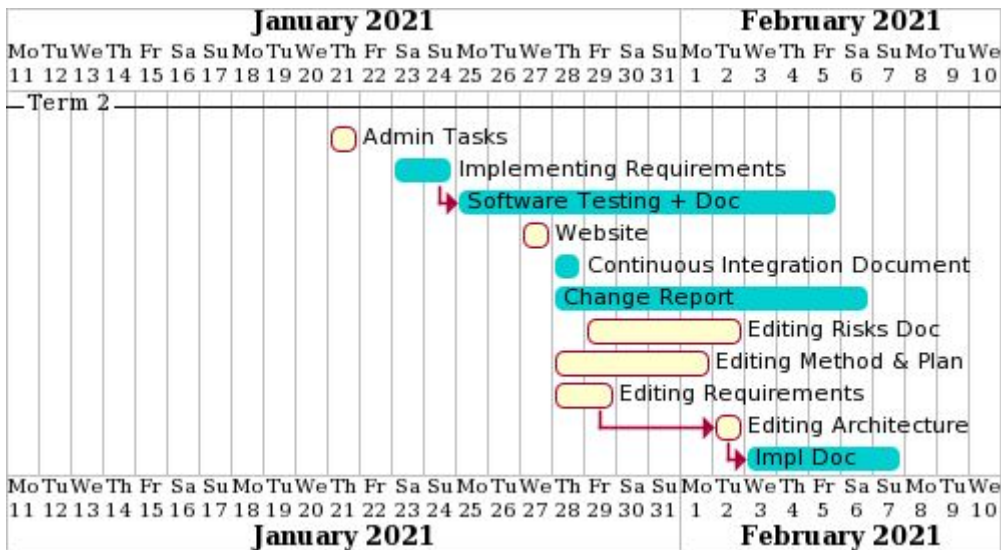 January 2021 February 2021
Mo Tu We Th Fr Sa Su Mo Tu We Th Fr Sa Su Mo Tu We Th Fr Sa Su Mo Tu We Th Fr Sa Su Mo Tu We
11 12 13 14 15 16 17 18 19 20 21 22 23 24 25 26 27 28 29 30 31 1 2 3 4 5 6 7 8 9 10
Term 2
Admin Tasks
Implementing Requirements
Software Testing + Doc
Website
Continuous Integration Document
Change Report
Editing Risks Doc
Editing Method & Plan
Editing Requirements
Editing Architecture
Impl Doc
Mo Tu We Th Fr Sa Su Mo Tu We Th Fr Sa Su Mo Tu We Th Fr Sa Su Mo Tu We Th Fr Sa Su Mo Tu We
11 12 13 14 15 16 17 18 19 20 21 22 23 24 25 26 27 28 29 30 31 1 2 3 4 5 6 7 8 9 10
January 2021 February 2021